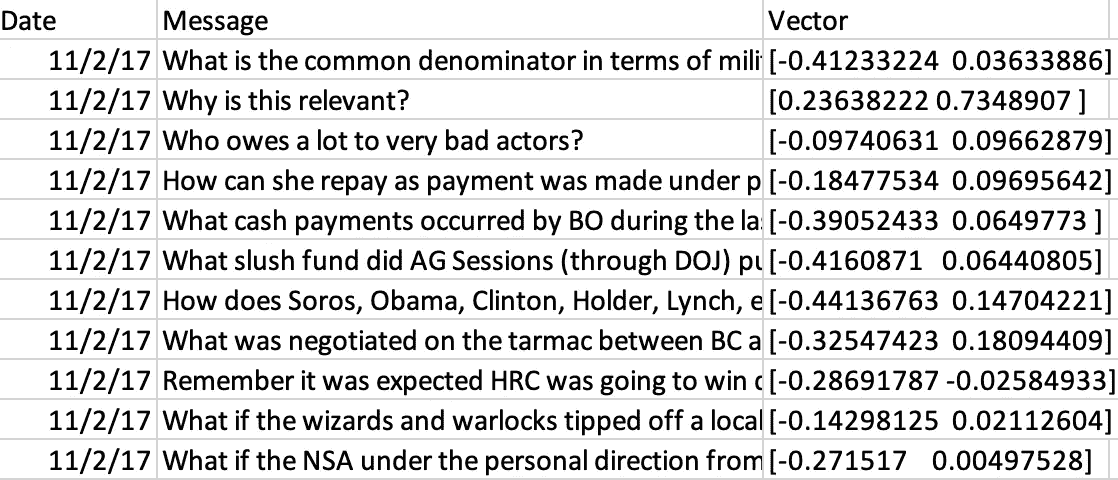 Date Message Vector
11/2/17 What is the common denominator in terms of mili [-0.41233224 0.03633886]
11/2/17 Why is this relevant? [0.23638222 0.7348907 ]
11/2/17 Who owes a lot to very bad actors? [-0.09740631 0.09662879]
11/2/17 How can she repay as payment was made under p [-0.18477534 0.09695642]
11/2/17 What cash payments occurred by BO during the la [-0.39052433 0.0649773 ]
11/2/17 What slush fund did AG Sessions (through DOJ) pu [-0.4160871 0.06440805]
11/2/17 How does Soros, Obama, Clinton, Holder, Lynch, e [-0.44136763 0.14704221]
11/2/17 What was negotiated on the tarmac between BC a [-0.32547423 0.18094409]
11/2/17 Remember it was expected HRC was going to win [-0.28691787 -0.02584933]
11/2/17 What if the wizards and warlocks tipped off a local [-0.14298125 0.02112604]
11/2/17 What if the NSA under the personal direction from [-0.271517 0.00497528]